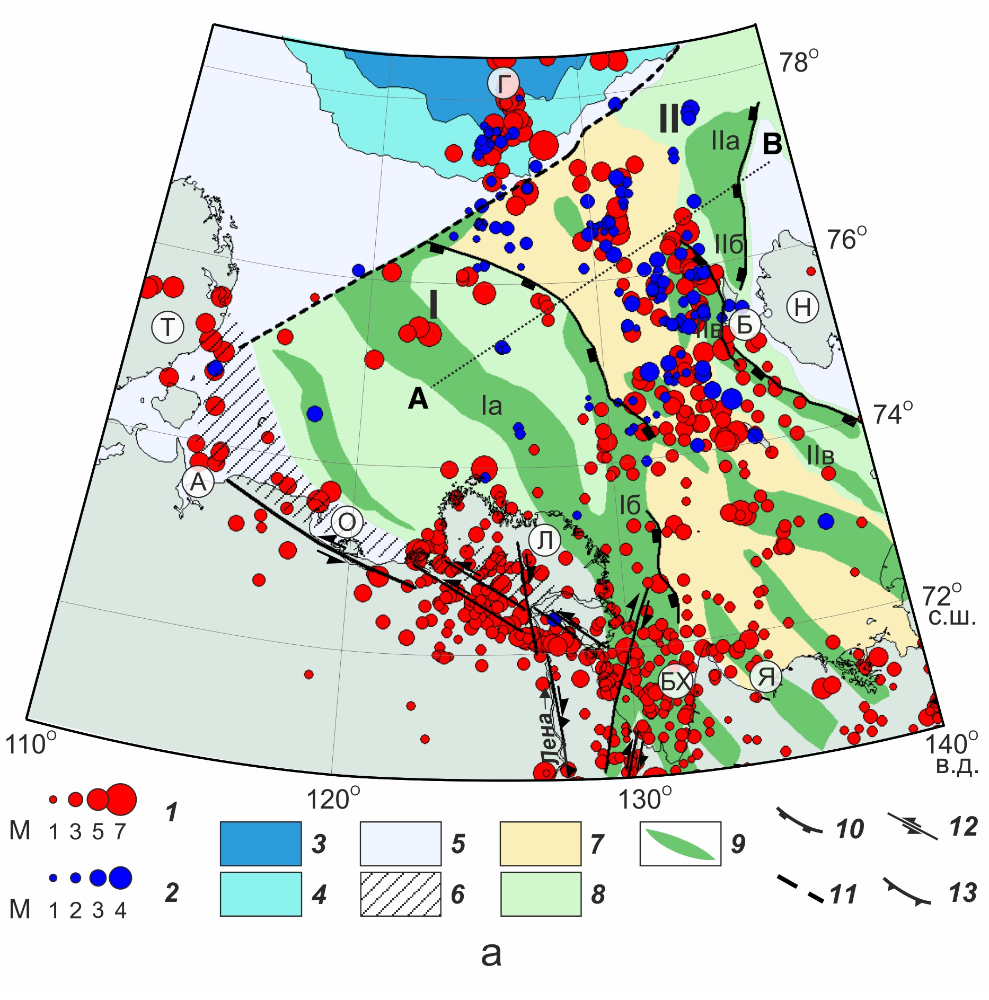 78°
Г
II
IIа
В
76°
IIб
I
Т
Н
IIв
Б
А
74°
Iа
IIв
А
Iб
О
Л
72°
с.ш.
БХ
Я
Лена
110°
140°
в.д.
120°
130°
1
М 1 3 5 7
2
М 1 2 3 4
3
5
7
9
10
12
4
6
8
11
13
а